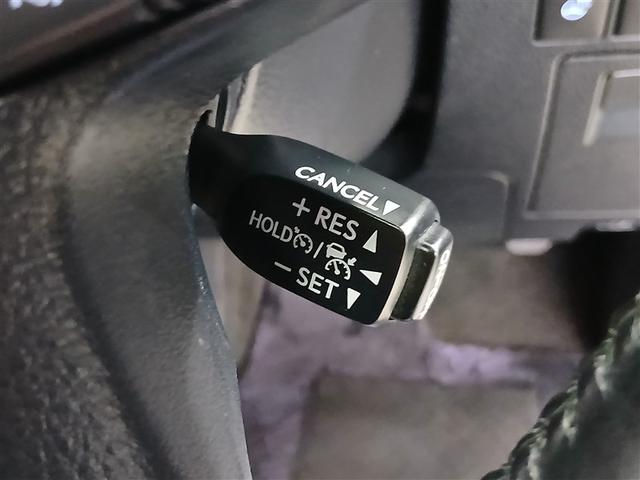 CANCEL▼
+ RES ▲
HOLD / ◀
− SET ▼